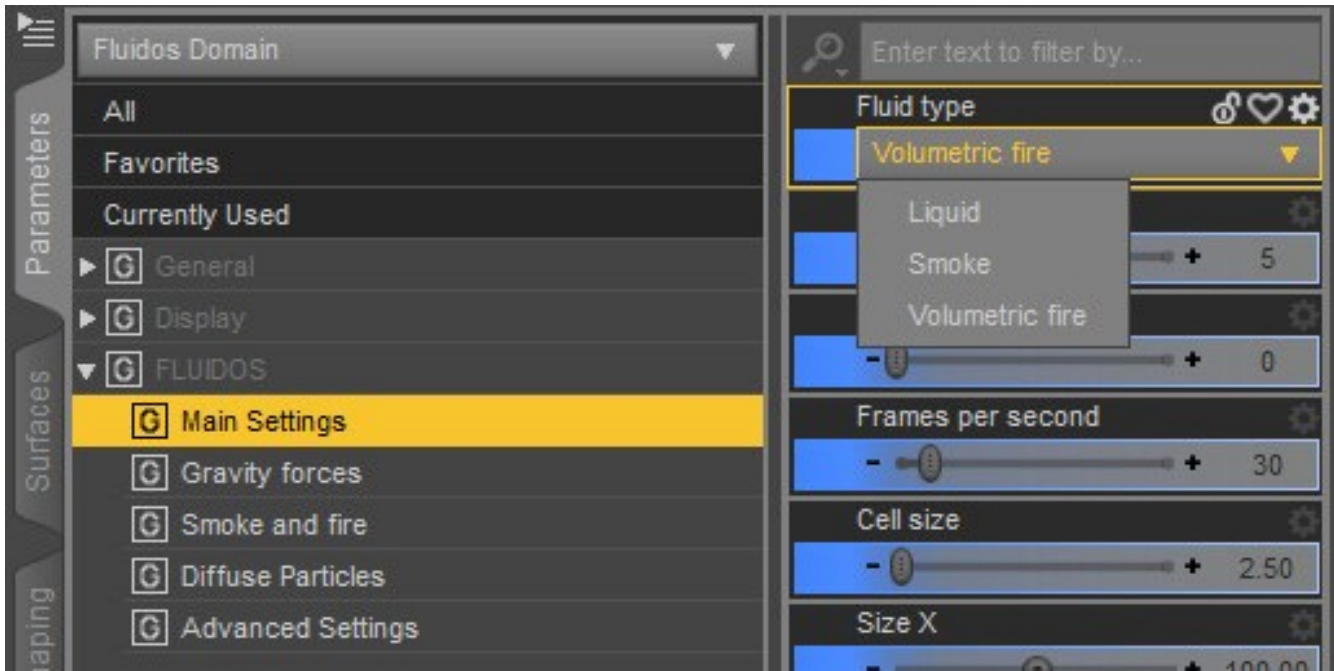 Fluidos Domain
All
Favorites
Currently Used
G General
G Display
G FLUIDOS
G Main Settings
G Gravity forces
G Smoke and fire
G Diffuse Particles
G Advanced Settings
Parameters
Surfaces
aping
Enter text to filter by...
Fluid type
Volumetric fire
Liquid
Smoke
Volumetric fire
5
0
Frames per second
30
Cell size
2.50
Size X
100.00